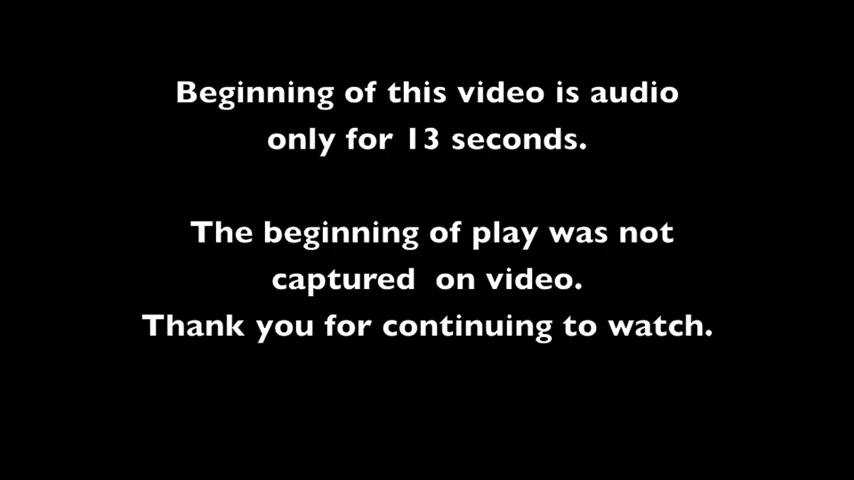 Beginning of this video is audio
only for 13 seconds.
The beginning of play was not
captured  on video.
Thank you for continuing to watch.